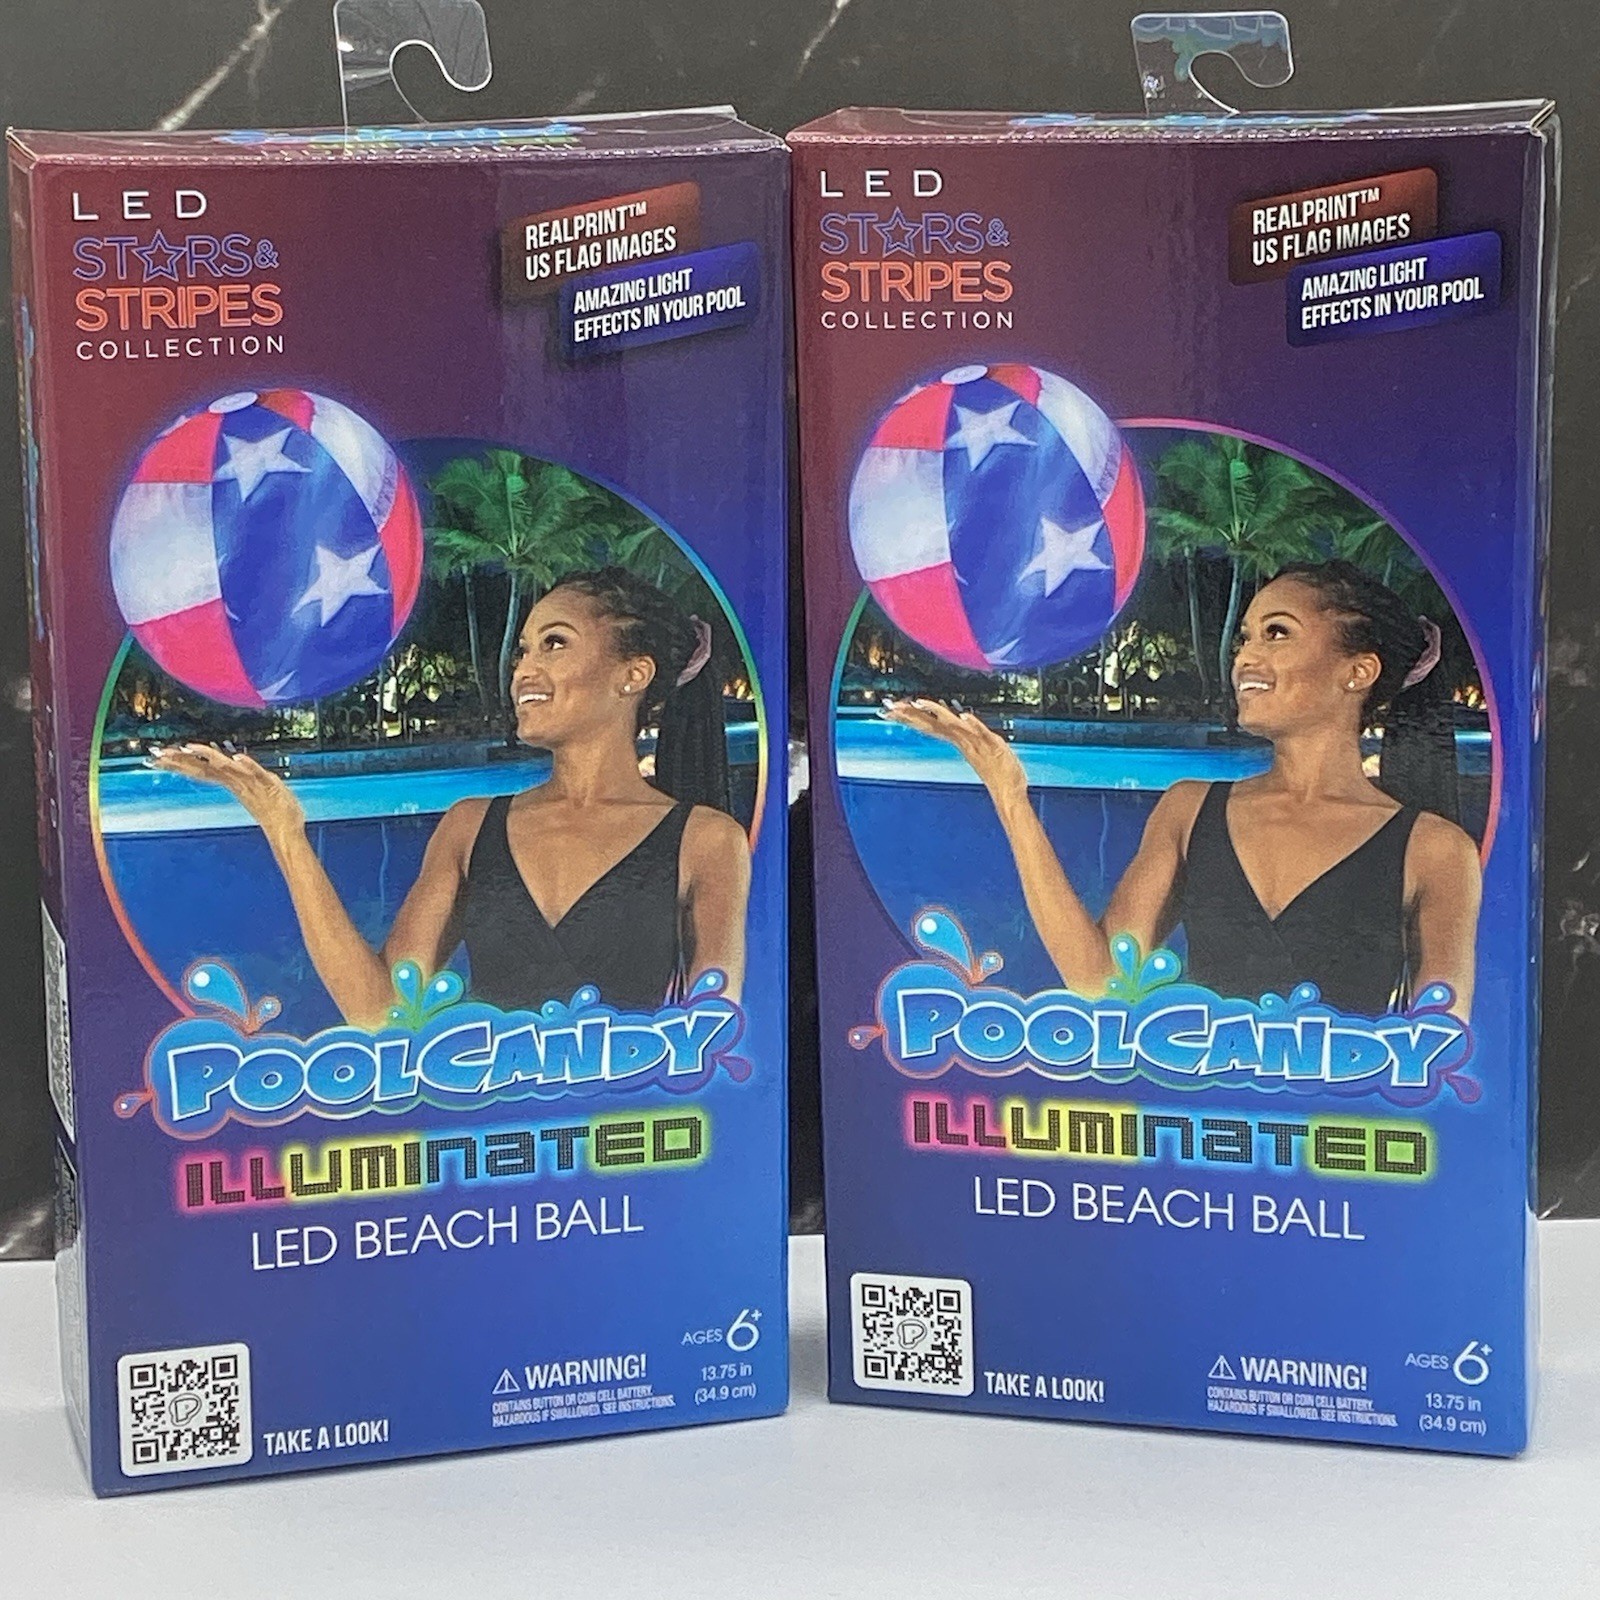 LED
STARS&
STRIPES
COLLECTION
REALPRINT™
US FLAG IMAGES
AMAZING LIGHT
EFFECTS IN YOUR POOL
POOLCANDY
ILLUMINATED
LED BEACH BALL
TAKE A LOOK!
WARNING!
CONTAINS BUTTON OR COIN CELL BATTERY.
HAZARDOUS IF SWALLOWED. SEE INSTRUCTIONS.
AGES 6+
13.75 in
(34.9 cm)
LED
STARS&
STRIPES
COLLECTION
REALPRINT™
US FLAG IMAGES
AMAZING LIGHT
EFFECTS IN YOUR POOL
POOLCANDY
ILLUMINATED
LED BEACH BALL
TAKE A LOOK!
WARNING!
CONTAINS BUTTON OR COIN CELL BATTERY.
HAZARDOUS IF SWALLOWED. SEE INSTRUCTIONS.
AGES 6+
13.75 in
(34.9 cm)